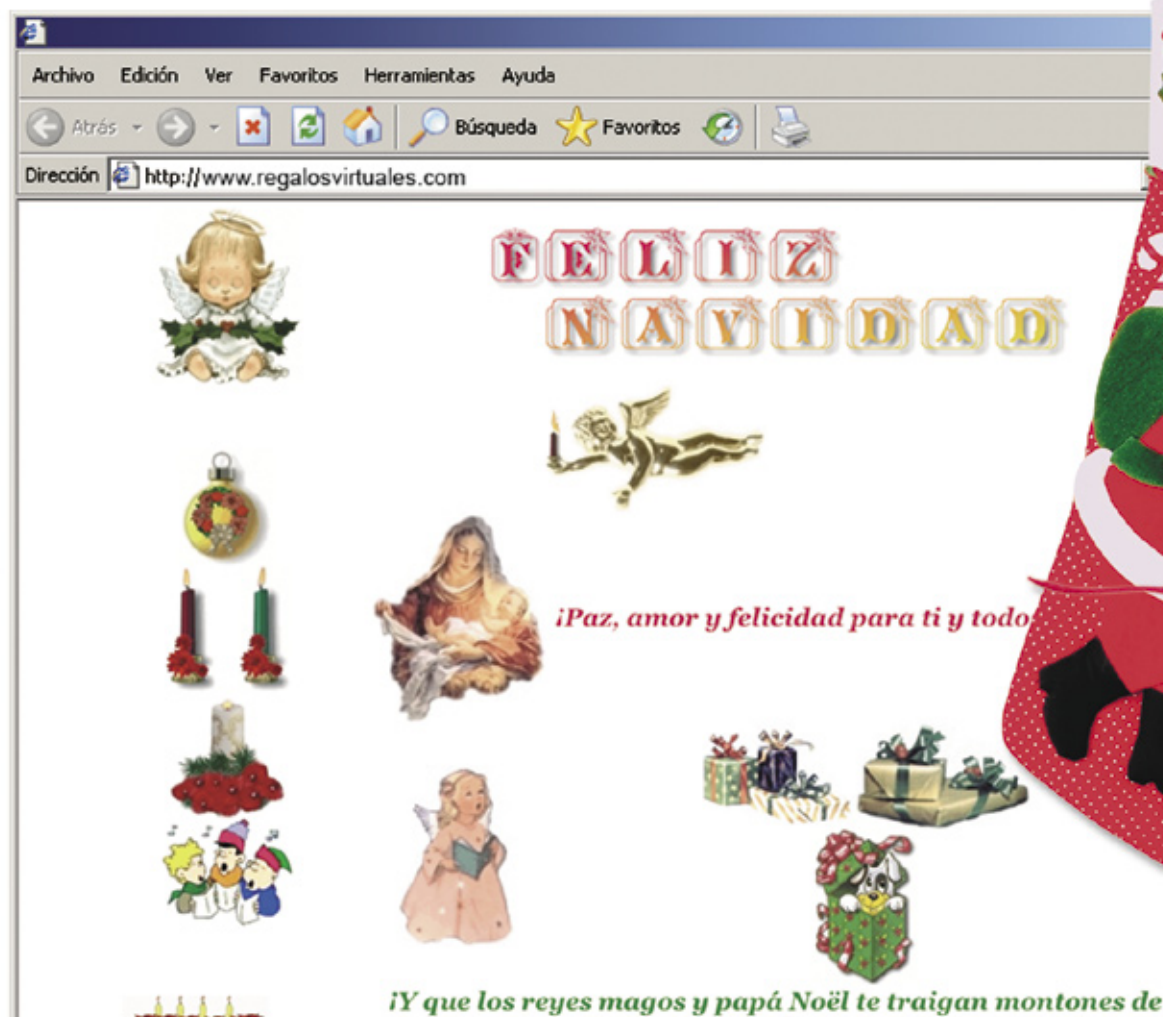 Archivo Edición Ver Favoritos Herramientas Ayuda
Atrás Búsqueda Favoritos
Dirección http://www.regalosvirtuales.com
FELIZ
NAVIDAD
¡Paz, amor y felicidad para ti y todo
¡Y que los reyes magos y papá Noël te traigan montones de